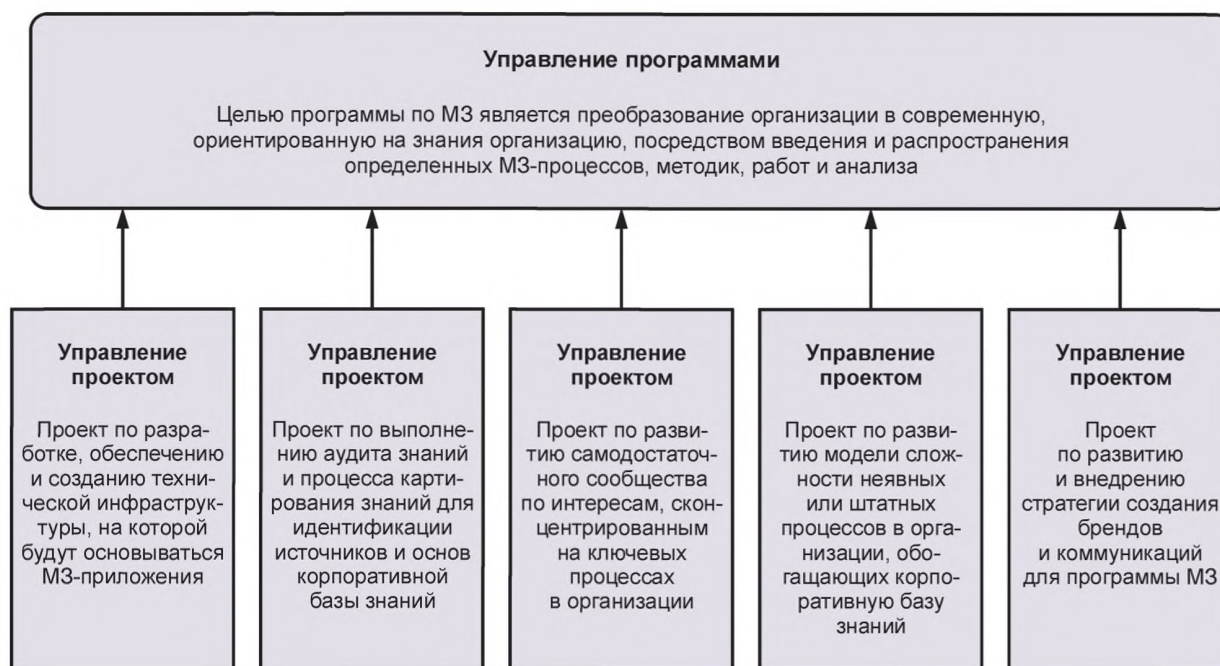 Управление программами
Целью программы по МЗ является преобразование организации в современную,
ориентированную на знания организацию, посредством введения и распространения
определенных МЗ-процессов, методик, работ и анализа
Управление
проектом
Проект по разра-
ботке, обеспечению
и созданию техни-
ческой инфраструк-
туры, на которой
будут основываться
МЗ-приложения
Управление
проектом
Проект по выполне-
нию аудита знаний
и процесса карти-
рования знаний для
идентификации
источников и основ
корпоративной
базы знаний
Управление
проектом
Проект по разви-
тию самодостаточ-
ного сообщества
по интересам, скон-
центрированным
на ключевых
процессах
в организации
Управление
проектом
Проект по разви-
тию модели слож-
ности неявных
или штатных
процессов в орга-
низации, обо-
гащающих корпо-
ративную базу
знаний
Управление
проектом
Проект
по развитию
и внедрению
стратегии создания
брендов
и коммуникаций
для программы МЗ